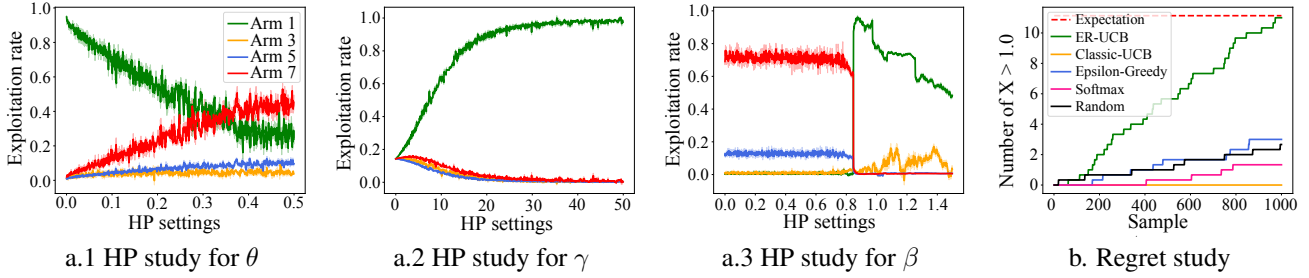 Exploitation rate
1.0
0.8
0.6
0.4
0.2
0.0
Arm 1
Arm 3
Arm 5
Arm 7
0.0 0.1 0.2 0.3 0.4 0.5
HP settings
a.1 HP study for θ
Exploitation rate
1.0
0.8
0.6
0.4
0.2
0.0
0 10 20 30 40 50
HP settings
a.2 HP study for γ
Exploitation rate
1.0
0.8
0.6
0.4
0.2
0.0
0.0 0.2 0.4 0.6 0.8 1.0 1.2 1.4
HP settings
a.3 HP study for β
Number of X > 1.0
10
8
6
4
2
0
Expectation
ER-UCB
Classic-UCB
Epsilon-Greedy
Softmax
Random
0 200 400 600 800 1000
Sample
b. Regret study